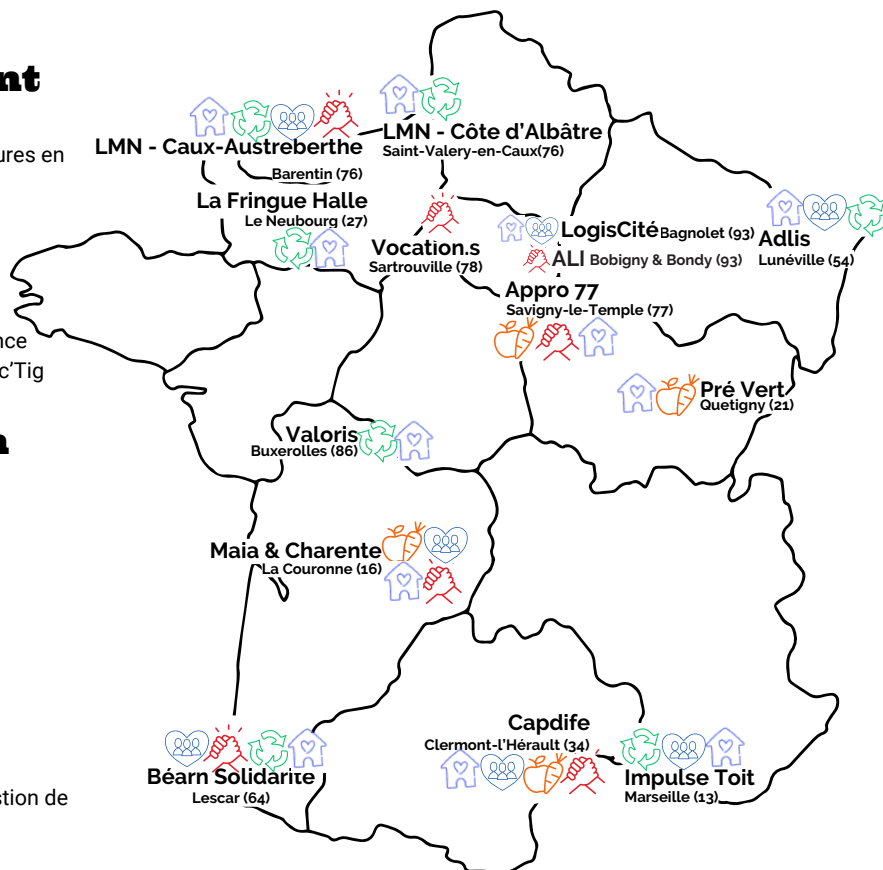 nt
ures en
nce
c'Tig
n
stion de
LMN - Caux-Austreberthe
Barentin (76)
LMN - Côte d'Albâtre
Saint-Valery-en-Caux(76)
La Fringue Halle
Le Neubourg (27)
Vocation.s
Sartrouville (78)
LogisCité Bagnolet (93)
ALI Bobigny & Bondy (93)
Adlis
Lunéville (54)
Appro 77
Savigny-le-Temple (77)
Pré Vert
Quetigny (21)
Valoris
Buxerolles (86)
Maia & Charente
La Couronne (16)
Capdife
Clermont-l'Hérault (34)
Béarn Solidarité
Lescar (64)
Impulse Toit
Marseille (13)